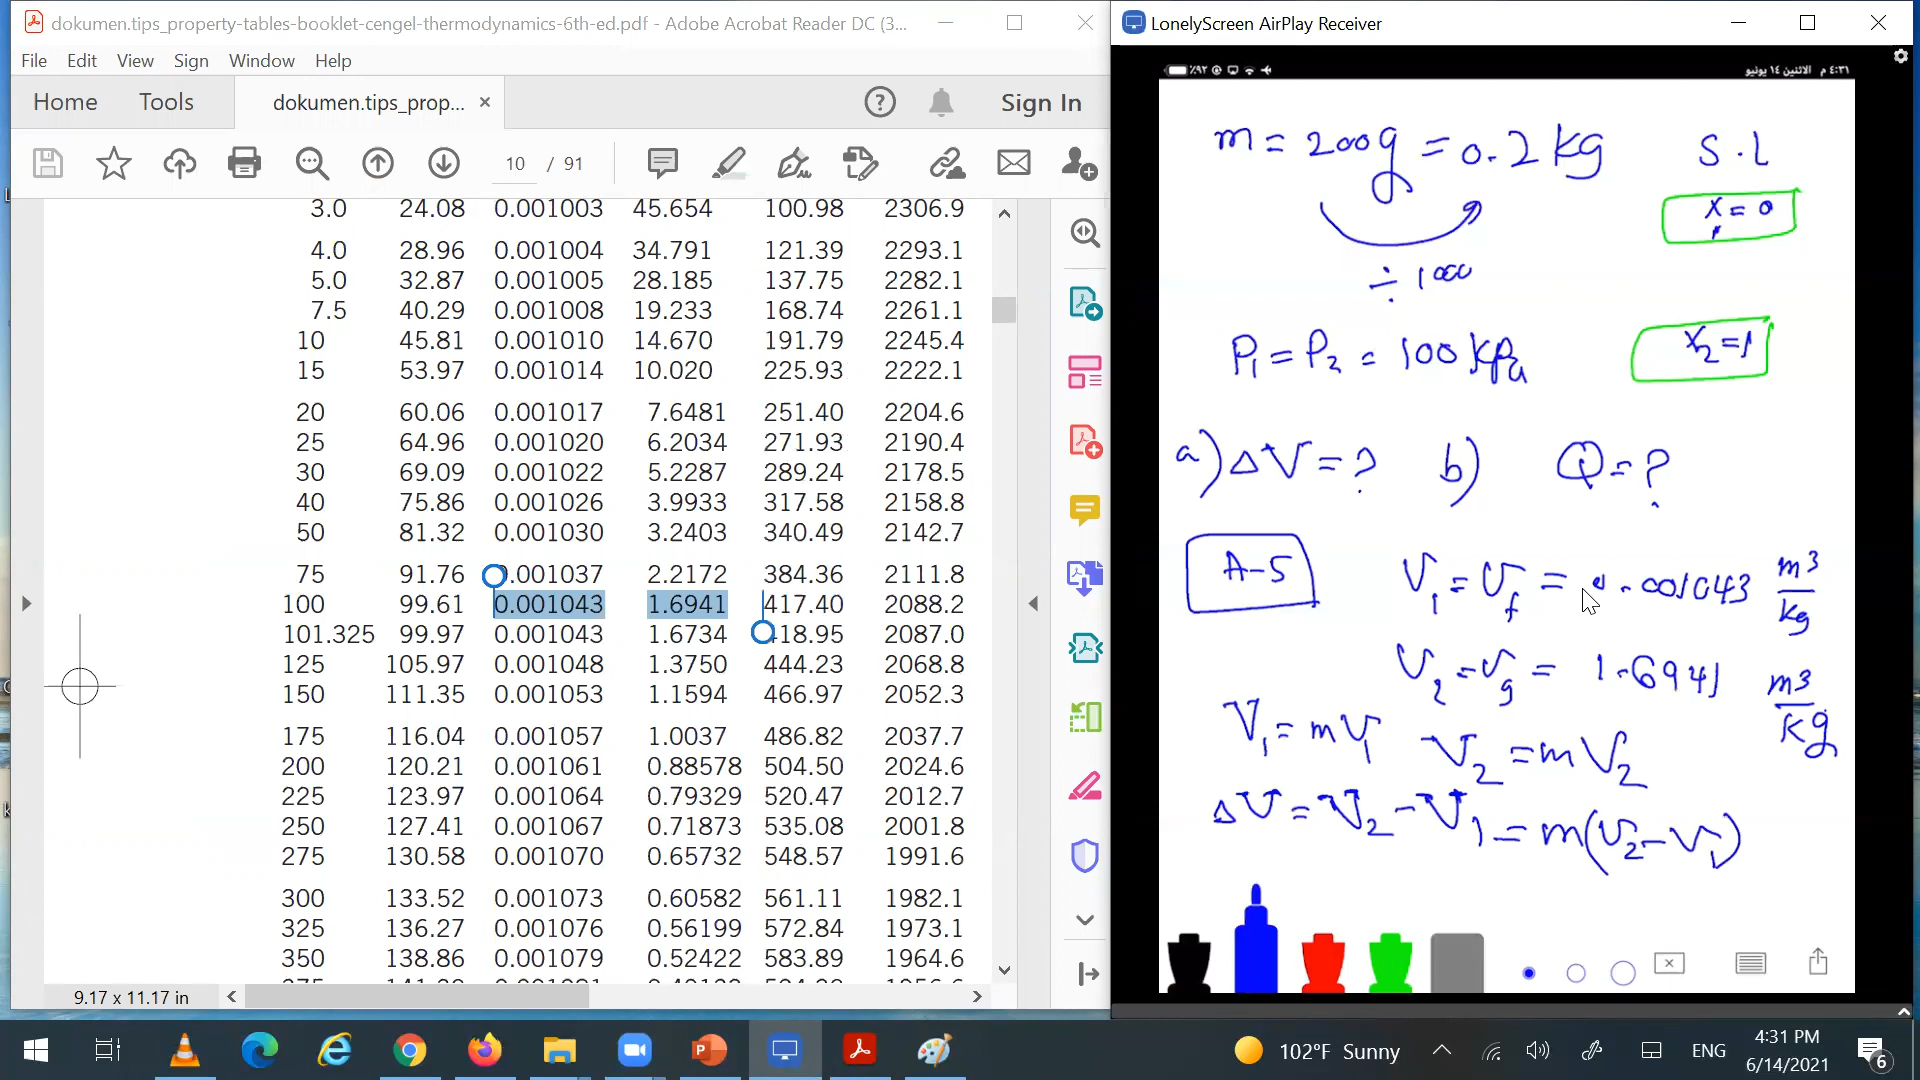 dokumen.tips_property-tables-booklet-cengel-thermodynamics-6th-ed.pdf - Adobe Acrobat Reader DC (3...
File Edit View Sign Window Help
Home Tools dokumen.tips_prop... × Sign In
10 / 91
3.0 24.08 0.001003 45.654 100.98 2306.9
4.0 28.96 0.001004 34.791 121.39 2293.1
5.0 32.87 0.001005 28.185 137.75 2282.1
7.5 40.29 0.001008 19.233 168.74 2261.1
10 45.81 0.001010 14.670 191.79 2245.4
15 53.97 0.001014 10.020 225.93 2222.1
20 60.06 0.001017 7.6481 251.40 2204.6
25 64.96 0.001020 6.2034 271.93 2190.4
30 69.09 0.001022 5.2287 289.24 2178.5
40 75.86 0.001026 3.9933 317.58 2158.8
50 81.32 0.001030 3.2403 340.49 2142.7
75 91.76 0.001037 2.2172 384.36 2111.8
100 99.61 0.001043 1.6941 417.40 2088.2
101.325 99.97 0.001043 1.6734 418.95 2087.0
125 105.97 0.001048 1.3750 444.23 2068.8
150 111.35 0.001053 1.1594 466.97 2052.3
175 116.04 0.001057 1.0037 486.82 2037.7
200 120.21 0.001061 0.88578 504.50 2024.6
225 123.97 0.001064 0.79329 520.47 2012.7
250 127.41 0.001067 0.71873 535.08 2001.8
275 130.58 0.001070 0.65732 548.57 1991.6
300 133.52 0.001073 0.60582 561.11 1982.1
325 136.27 0.001076 0.56199 572.84 1973.1
350 138.86 0.001079 0.52422 583.89 1964.6
9.17 x 11.17 in
LonelyScreen AirPlay Receiver
٤:٣١ م الاثنين ١٤ يونيو
٪٩٢
m = 200g = 0.2 kg S.L
x = 0
÷ 1000
P1 = P2 = 100 kPa x2 = 1
a) ΔV = ? b) Q = ?
A-5 v1 = vf = 0.001043 m³/kg
v2 = vg = 1.6941 m³/kg
V1 = m v1 V2 = m v2
ΔV = V2 - V1 = m(v2 - v1)
102°F Sunny ENG 4:31 PM
6/14/2021 6